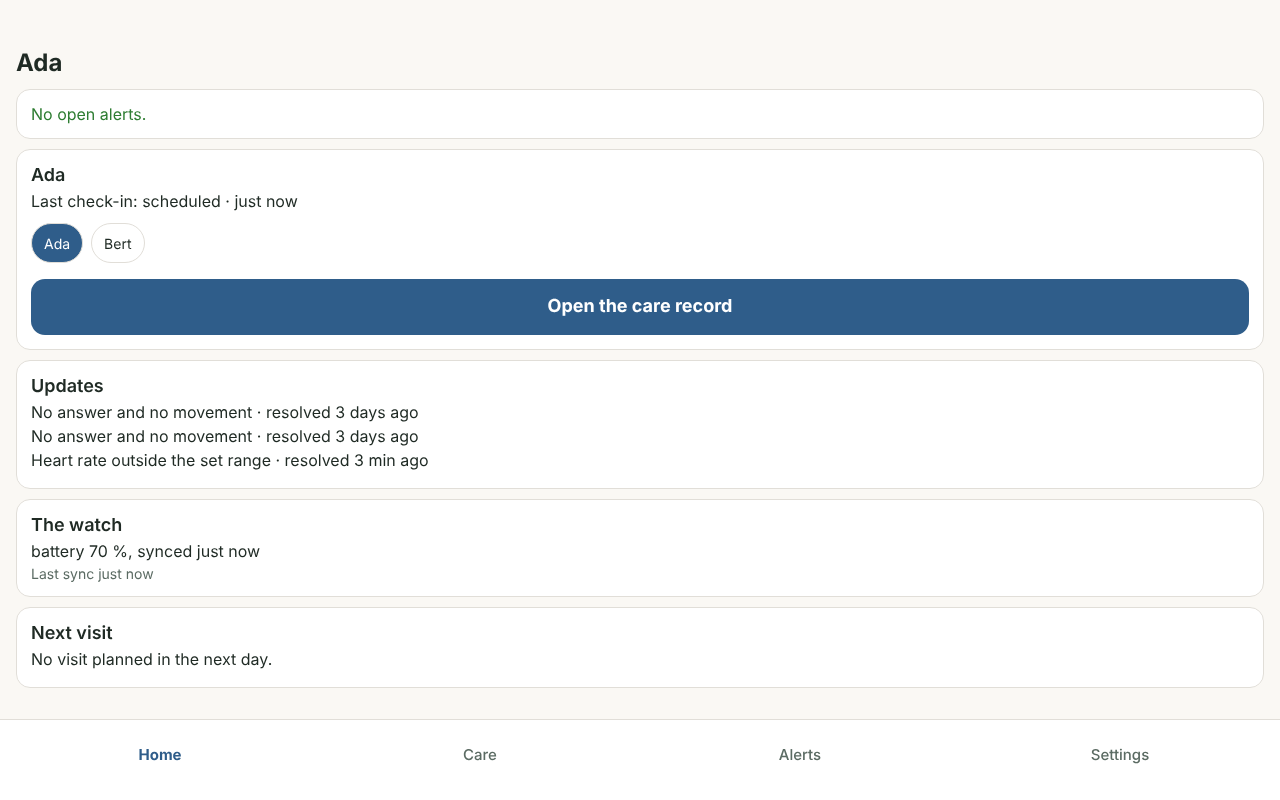 Ada
No open alerts.
Ada
Last check-in: scheduled · just now
Ada Bert
Open the care record
Updates
No answer and no movement · resolved 3 days ago
No answer and no movement · resolved 3 days ago
Heart rate outside the set range · resolved 3 min ago
The watch
battery 70 %, synced just now
Last sync just now
Next visit
No visit planned in the next day.
Home Care Alerts Settings